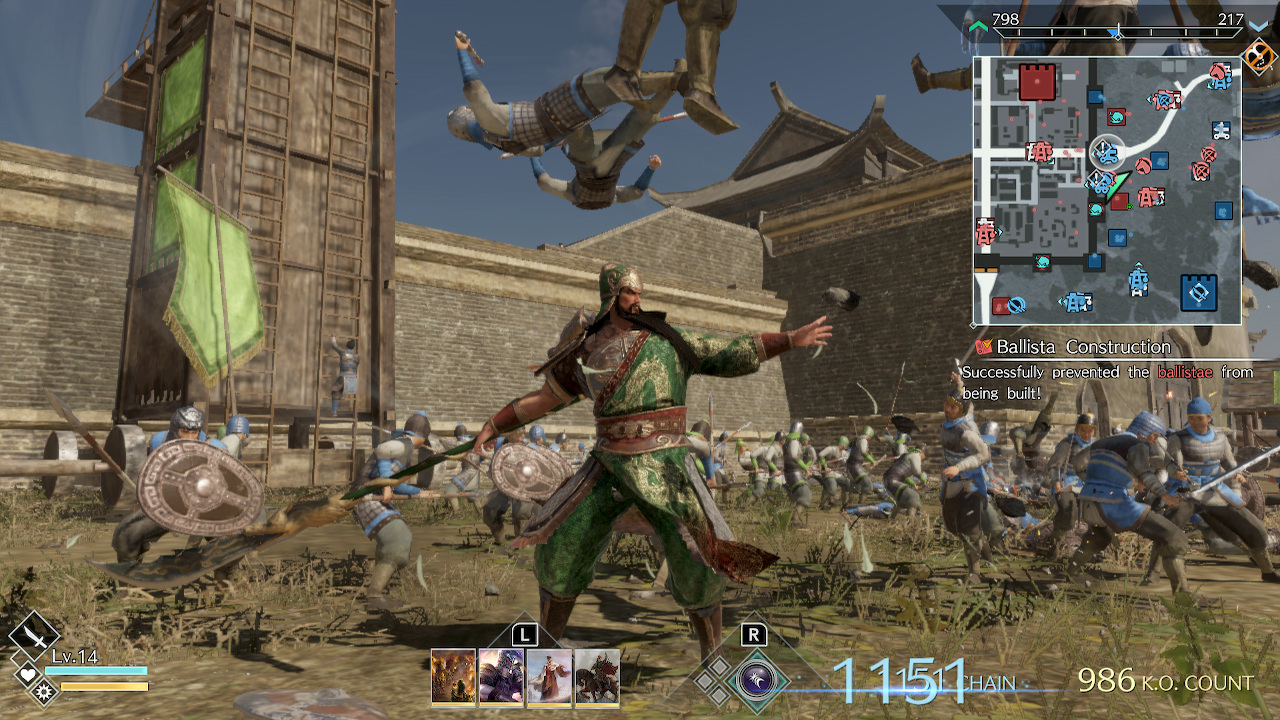 798
217
Ballista Construction
Successfully prevented the ballistae from
being built!
Lv.14
L
R
1151 CHAIN
986 K.O. COUNT